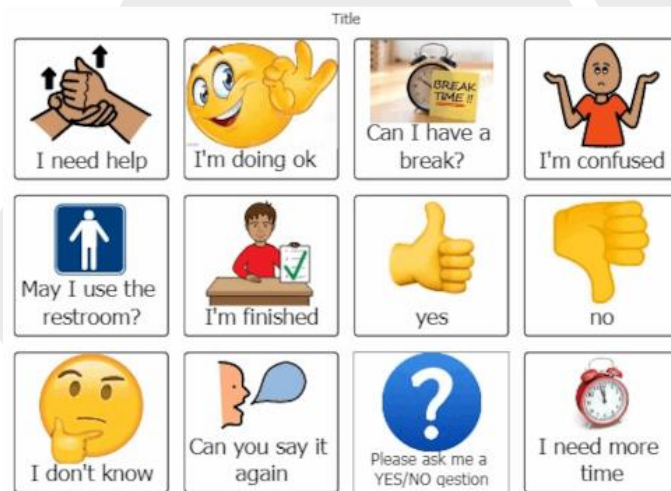 Title
I need help
I'm doing ok
BREAK
TIME !!
Can I have a
break?
I'm confused
May I use the
restroom?
I'm finished
yes
no
I don't know
Can you say it
again
?
Please ask me a
YES/NO qestion
I need more
time